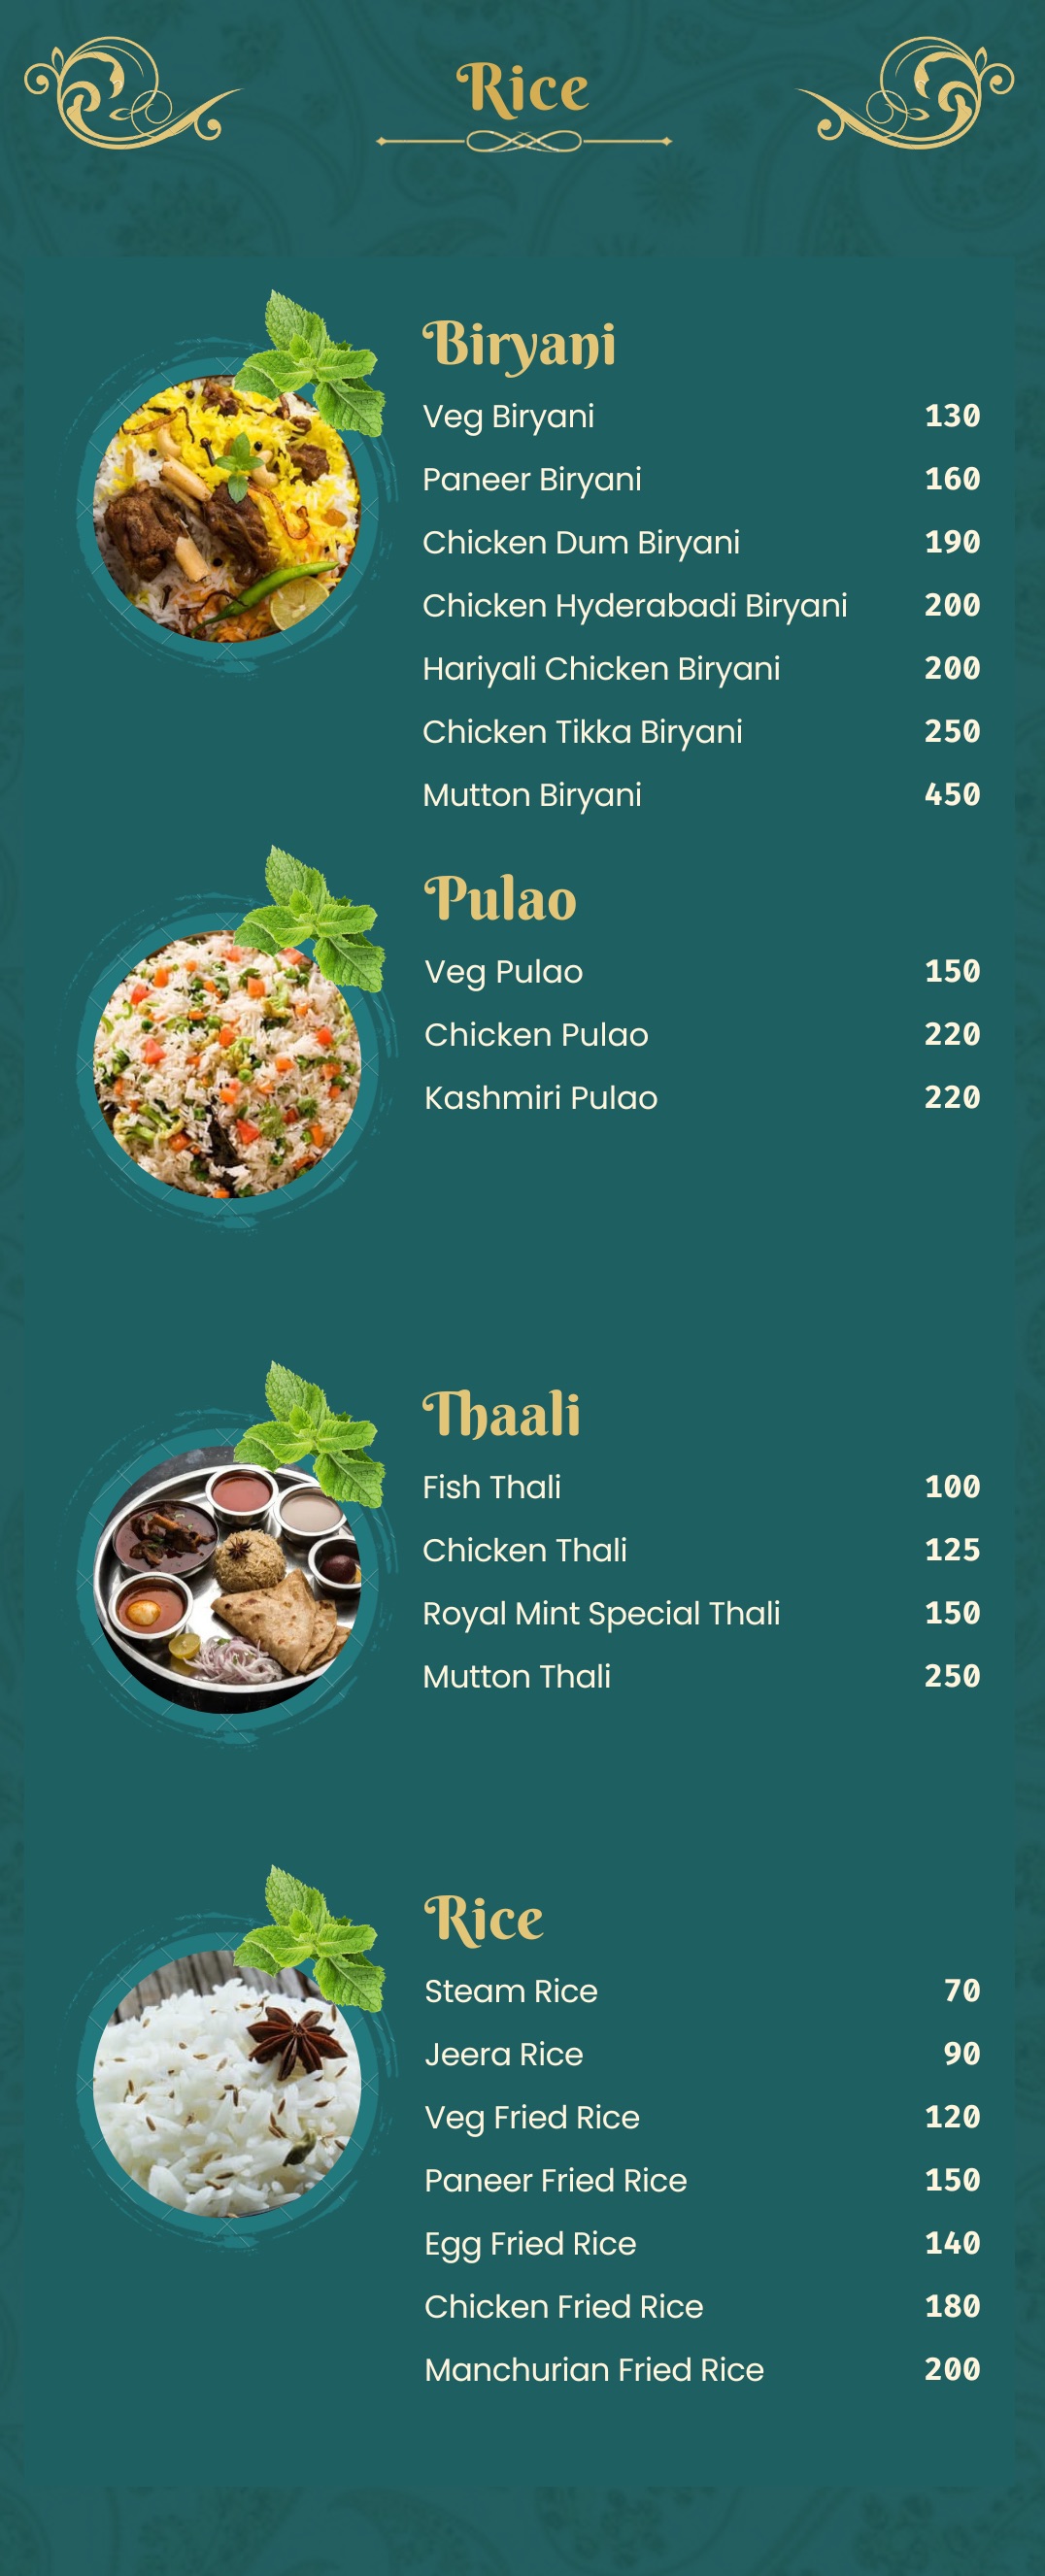 Rice
Biryani
Veg Biryani 130
Paneer Biryani 160
Chicken Dum Biryani 190
Chicken Hyderabadi Biryani 200
Hariyali Chicken Biryani 200
Chicken Tikka Biryani 250
Mutton Biryani 450
Pulao
Veg Pulao 150
Chicken Pulao 220
Kashmiri Pulao 220
Thaali
Fish Thali 100
Chicken Thali 125
Royal Mint Special Thali 150
Mutton Thali 250
Rice
Steam Rice 70
Jeera Rice 90
Veg Fried Rice 120
Paneer Fried Rice 150
Egg Fried Rice 140
Chicken Fried Rice 180
Manchurian Fried Rice 200